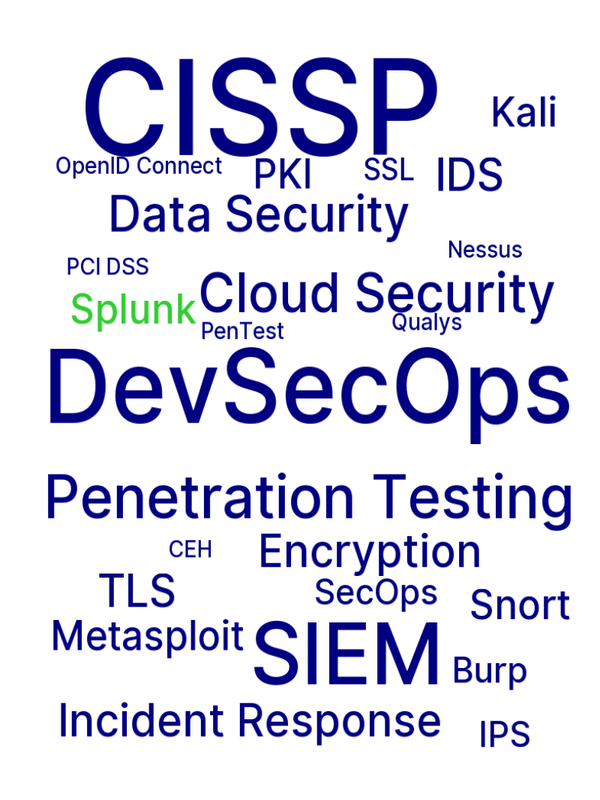 CISSP
Kali
OpenID Connect
PKI
SSL
IDS
Data Security
Nessus
PCI DSS
Cloud Security
Splunk
Qualys
PenTest
DevSecOps
Penetration Testing
CEH
Encryption
TLS
SecOps
Snort
Metasploit
SIEM
Burp
Incident Response
IPS